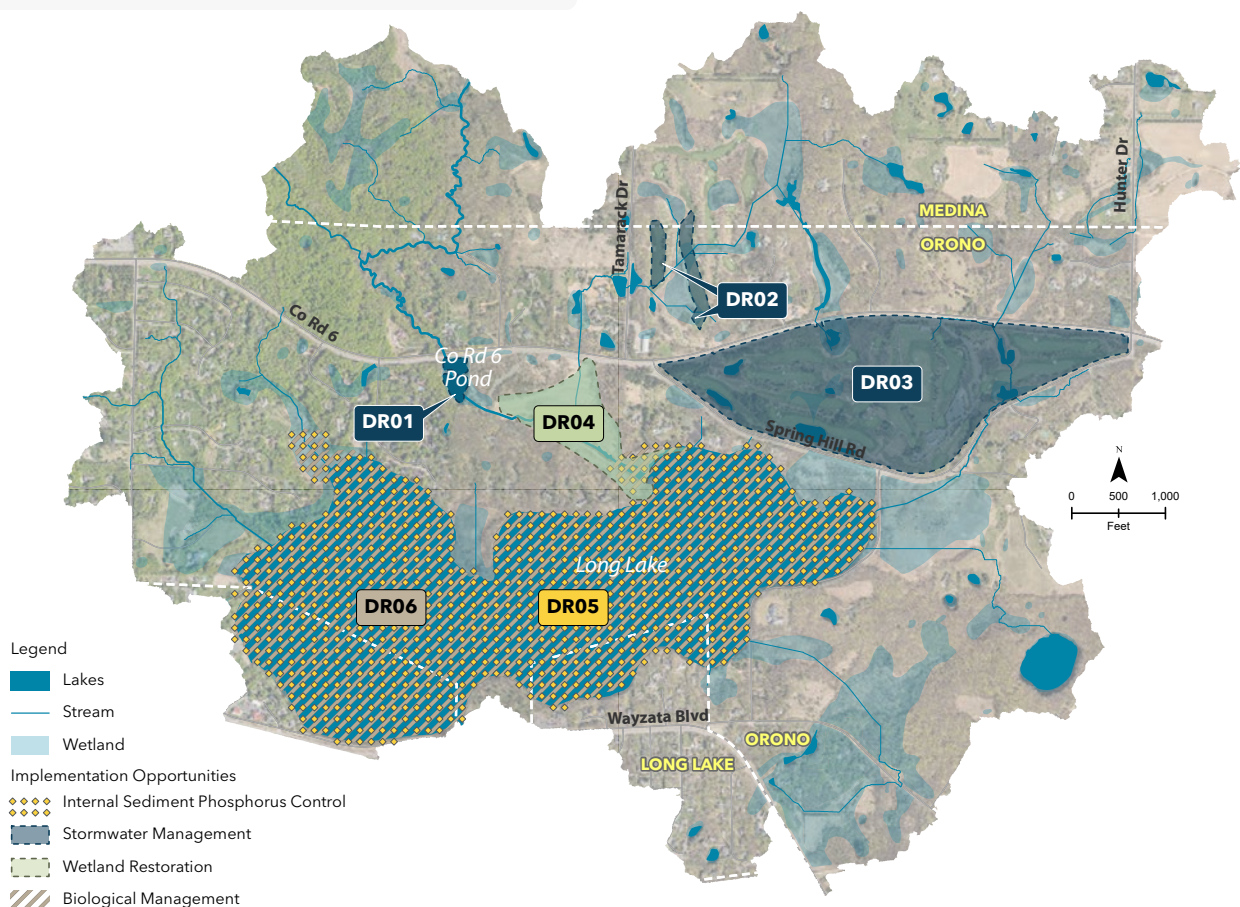 MEDINA
ORONO
Hunter Dr
Tamarack Dr
DR02
Co Rd 6
Co Rd 6
Pond
DR01
DR04
DR03
Spring Hill Rd
N
0 500 1,000
Feet
Long Lake
DR06
DR05
Wayzata Blvd
ORONO
LONG LAKE
Legend
Lakes
Stream
Wetland
Implementation Opportunities
Internal Sediment Phosphorus Control
Stormwater Management
Wetland Restoration
Biological Management